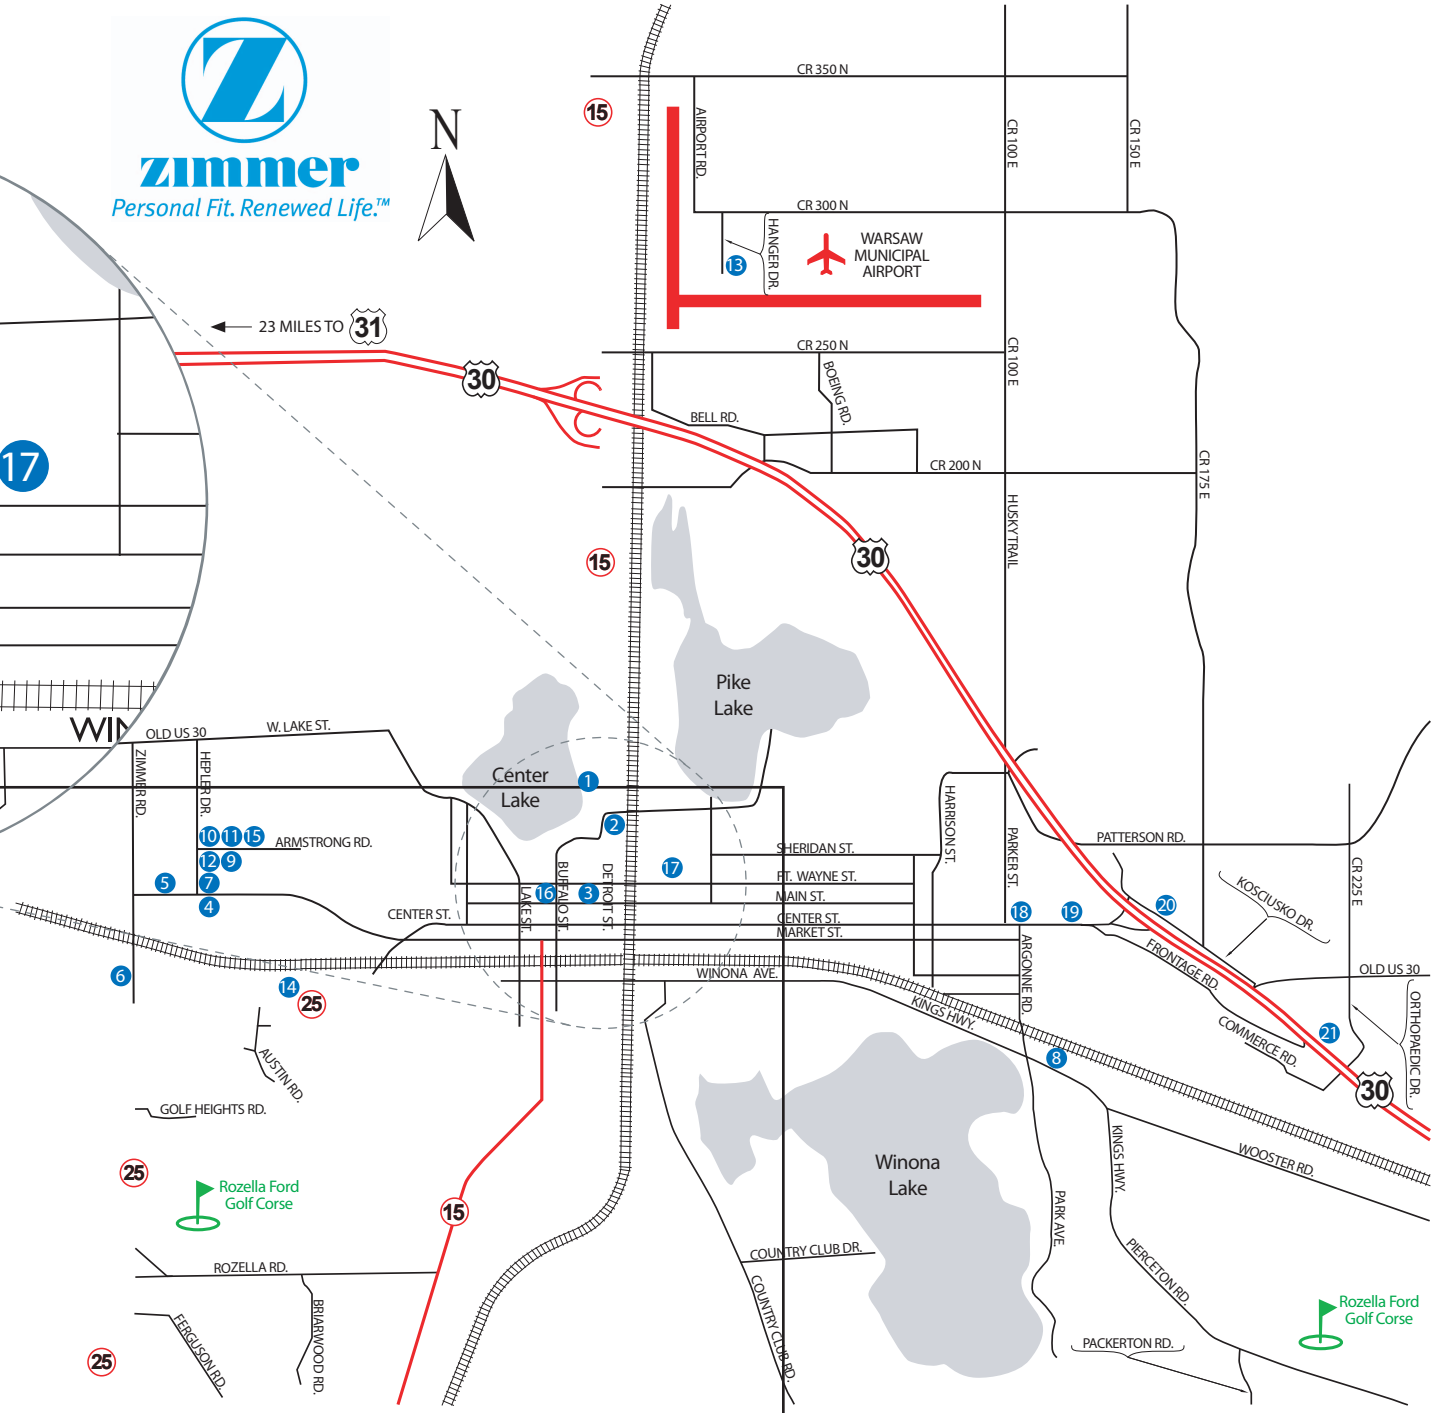 zimmer
Personal Fit. Renewed Life.™
N
15
CR 350 N
AIRPORT RD.
CR 100 E
CR 150 E
CR 300 N
HANGER DR.
13
WARSAW
MUNICIPAL
AIRPORT
23 MILES TO 31
30
CR 250 N
BOEING RD.
CR 100 E
BELL RD.
CR 200 N
CR 175 E
17
HUSKY TRAIL
15
30
Pike
Lake
WIN
OLD US 30
W. LAKE ST.
ZIMMER RD.
HEPLER DR.
Center
Lake
1
2
10 11 15
ARMSTRONG RD.
12 9
5
7
4
HARRISON ST.
PARKER ST.
PATTERSON RD.
SHERIDAN ST.
17
FT. WAYNE ST.
MAIN ST.
CENTER ST.
CENTER ST.
MARKET ST.
LAKE ST.
16
BUFFALO ST.
3
DETROIT ST.
18
19
20
KOSCIUSKO DR.
CR 225 E
WINONA AVE.
ARGONNE RD.
FRONTAGE RD.
OLD US 30
6
14
25
KINGS HWY.
COMMERCE RD.
21
ORTHOPAEDIC DR.
8
30
AUSTIN RD.
GOLF HEIGHTS RD.
25
Rozella Ford
Golf Corse
15
Winona
Lake
KINGS HWY.
WOOSTER RD.
PARK AVE.
PIERCETON RD.
COUNTRY CLUB DR.
COUNTRY CLUB RD.
ROZELLA RD.
BRIARWOOD RD.
FERGUSON RD.
25
PACKERTON RD.
Rozella Ford
Golf Corse